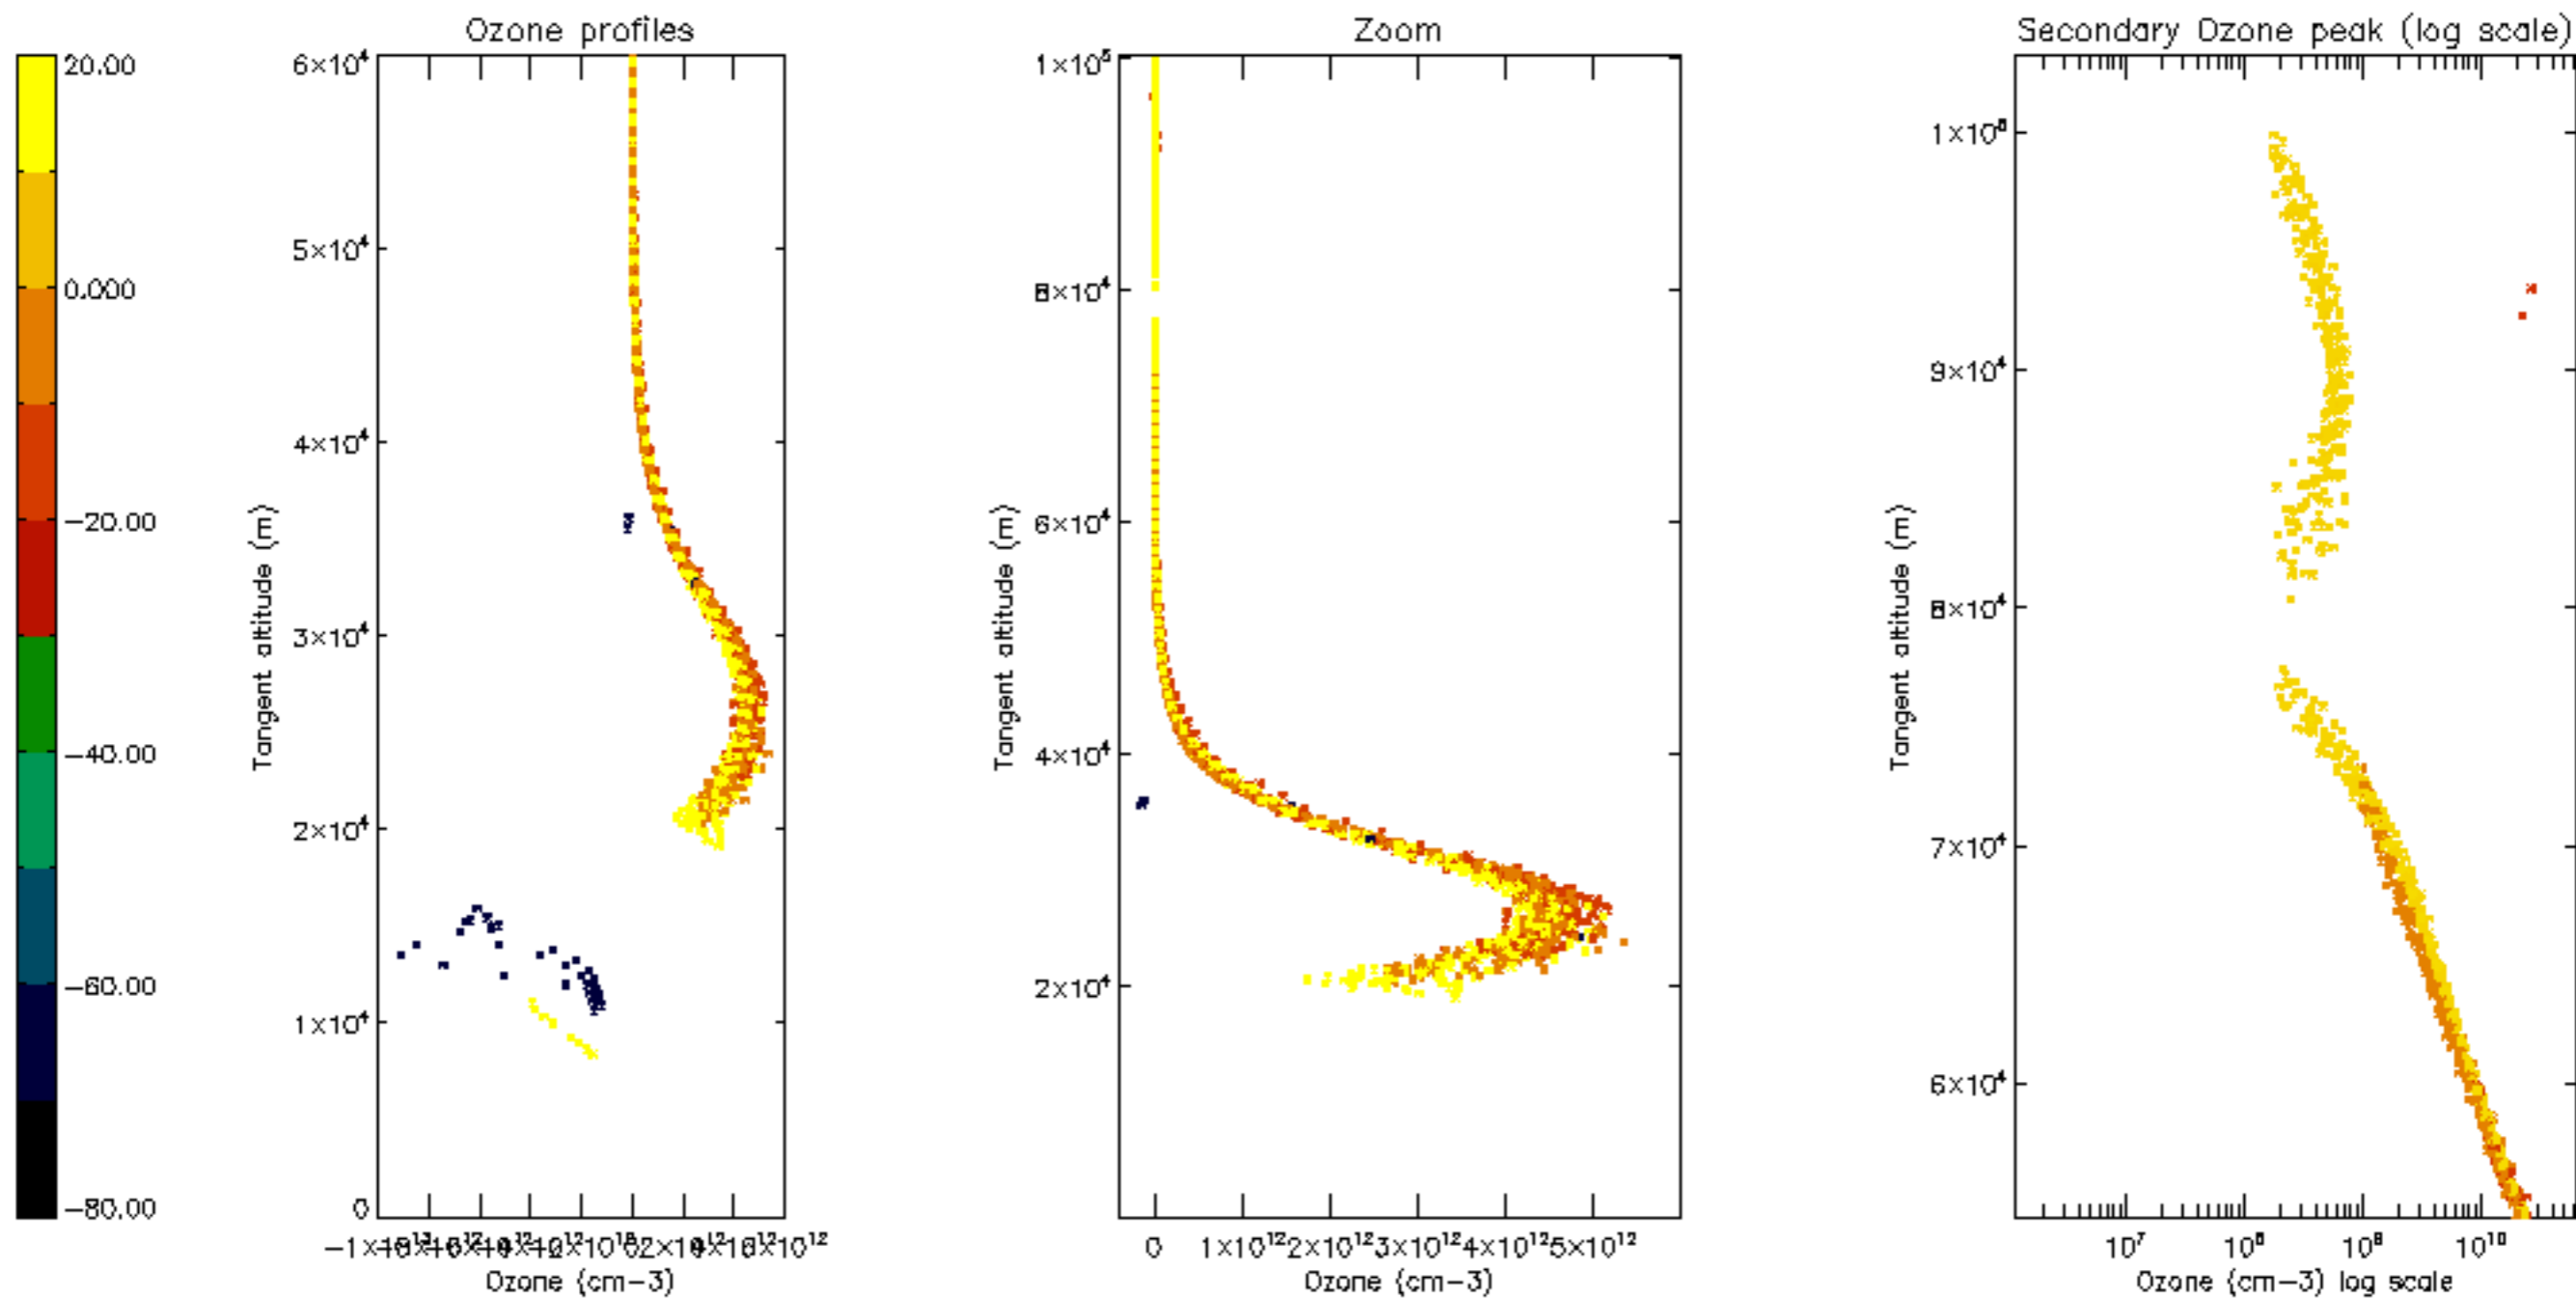 Ozone profiles
Zoom
Secondary Ozone peak (log scale)
20.00
0.000
−20.00
−40.00
−60.00
−80.00
6×10⁴
5×10⁴
4×10⁴
3×10⁴
2×10⁴
1×10⁴
0
Tangent altitude (m)
Ozone (cm−3)
1×10⁵
8×10⁴
6×10⁴
4×10⁴
2×10⁴
Tangent altitude (m)
0 1×10¹² 2×10¹² 3×10¹² 4×10¹² 5×10¹²
Ozone (cm−3)
9×10⁴
8×10⁴
7×10⁴
6×10⁴
Tangent altitude (m)
10⁷ 10⁸ 10⁹ 10¹⁰
Ozone (cm−3) log scale